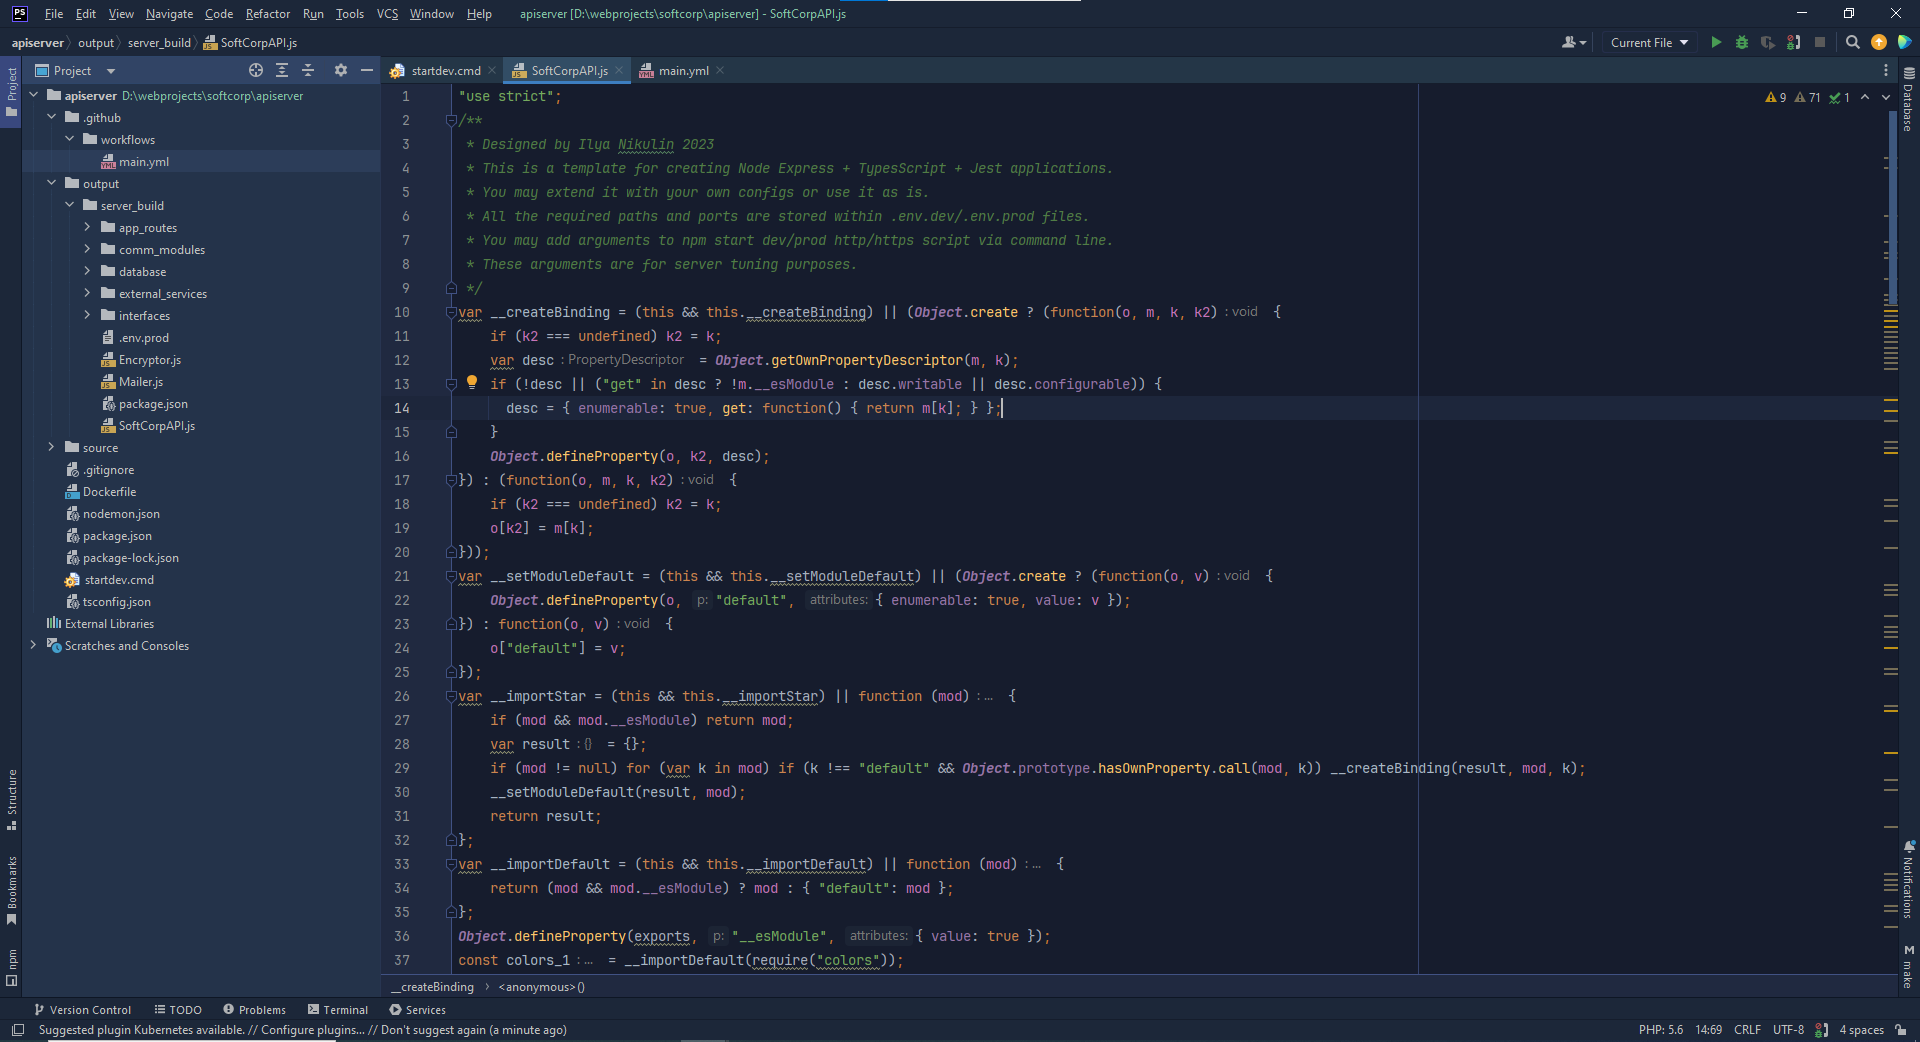 PS File Edit View Navigate Code Refactor Run Tools VCS Window Help apiserver [D:\webprojects\softcorp\apiserver] - SoftCorpAPI.js
apiserver output server_build SoftCorpAPI.js Current File
Project
startdev.cmd SoftCorpAPI.js main.yml
Project
apiserver D:\webprojects\softcorp\apiserver
.github
workflows
main.yml
output
server_build
app_routes
comm_modules
database
external_services
interfaces
.env.prod
Encryptor.js
Mailer.js
package.json
SoftCorpAPI.js
source
.gitignore
Dockerfile
nodemon.json
package.json
package-lock.json
startdev.cmd
tsconfig.json
External Libraries
Scratches and Consoles
Structure
Bookmarks
npm
9 71 1
1 "use strict";
2 /**
3 * Designed by Ilya Nikulin 2023
4 * This is a template for creating Node Express + TypesScript + Jest applications.
5 * You may extend it with your own configs or use it as is.
6 * All the required paths and ports are stored within .env.dev/.env.prod files.
7 * You may add arguments to npm start dev/prod http/https script via command line.
8 * These arguments are for server tuning purposes.
9 */
10 var __createBinding = (this && this.__createBinding) || (Object.create ? (function(o, m, k, k2) : void {
11 if (k2 === undefined) k2 = k;
12 var desc : PropertyDescriptor = Object.getOwnPropertyDescriptor(m, k);
13 if (!desc || ("get" in desc ? !m.__esModule : desc.writable || desc.configurable)) {
14 desc = { enumerable: true, get: function() { return m[k]; } };
15 }
16 Object.defineProperty(o, k2, desc);
17 }) : (function(o, m, k, k2) : void {
18 if (k2 === undefined) k2 = k;
19 o[k2] = m[k];
20 }));
21 var __setModuleDefault = (this && this.__setModuleDefault) || (Object.create ? (function(o, v) : void {
22 Object.defineProperty(o, p: "default", attributes: { enumerable: true, value: v });
23 }) : function(o, v) : void {
24 o["default"] = v;
25 });
26 var __importStar = (this && this.__importStar) || function (mod) : ... {
27 if (mod && mod.__esModule) return mod;
28 var result : {} = {};
29 if (mod != null) for (var k in mod) if (k !== "default" && Object.prototype.hasOwnProperty.call(mod, k)) __createBinding(result, mod, k);
30 __setModuleDefault(result, mod);
31 return result;
32 };
33 var __importDefault = (this && this.__importDefault) || function (mod) : ... {
34 return (mod && mod.__esModule) ? mod : { "default": mod };
35 };
36 Object.defineProperty(exports, p: "__esModule", attributes: { value: true });
37 const colors_1 : ... = __importDefault(require("colors"));
Database
Notifications
M make
__createBinding <anonymous>()
Version Control TODO Problems Terminal Services
Suggested plugin Kubernetes available. // Configure plugins... // Don't suggest again (a minute ago) PHP: 5.6 14:69 CRLF UTF-8 4 spaces